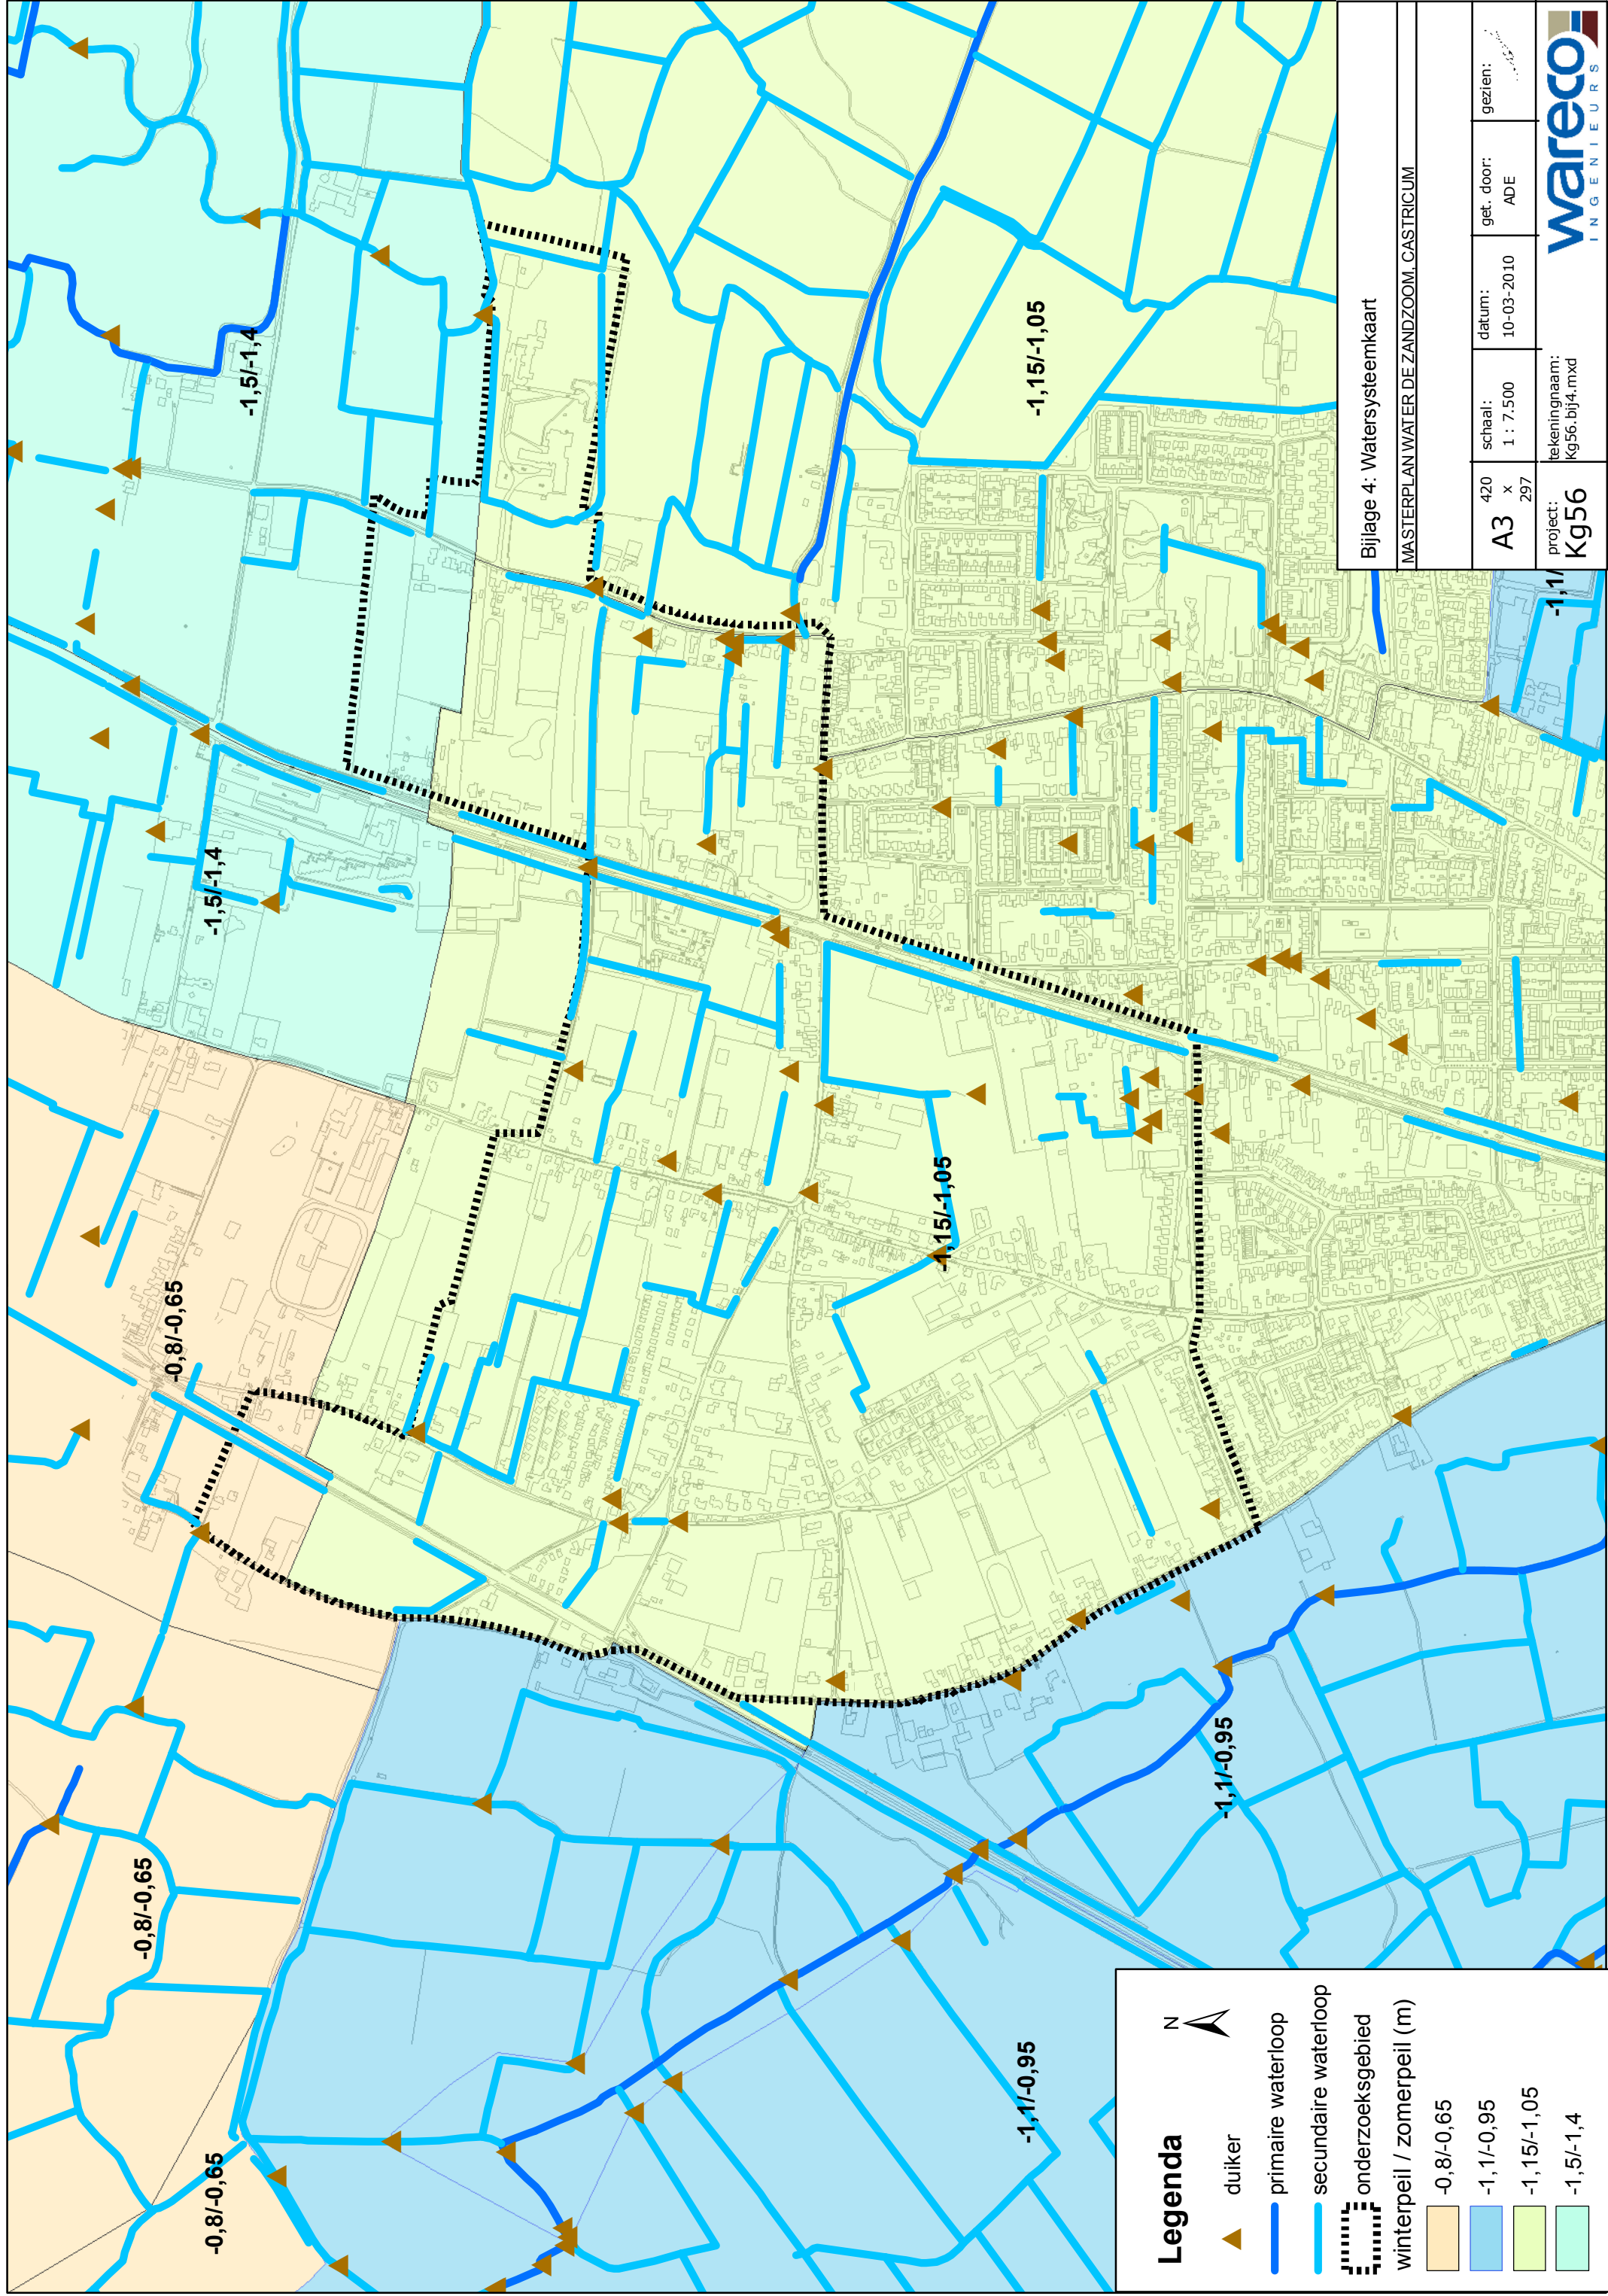 -1,5/-1,4
-1,5/-1,4
-0,8/-0,65
-0,8/-0,65
-0,8/-0,65
-1,15/-1,05
-1,15/-1,05
-1,1/-0,95
-1,1/-0,95
-1,1/
Legenda
N
duiker
primaire waterloop
secundaire waterloop
onderzoeksgebied
winterpeil / zomerpeil (m)
-0,8/-0,65
-1,1/-0,95
-1,15/-1,05
-1,5/-1,4
Bijlage 4: Watersysteemkaart
MASTERPLAN WATER DE ZANDZOOM, CASTRICUM
A3 420 x 297
schaal: 1 : 7.500
datum: 10-03-2010
get. door: ADE
gezien:
project: Kg56
tekeningnaam: Kg56.bij4.mxd
wareco
INGENIEURS